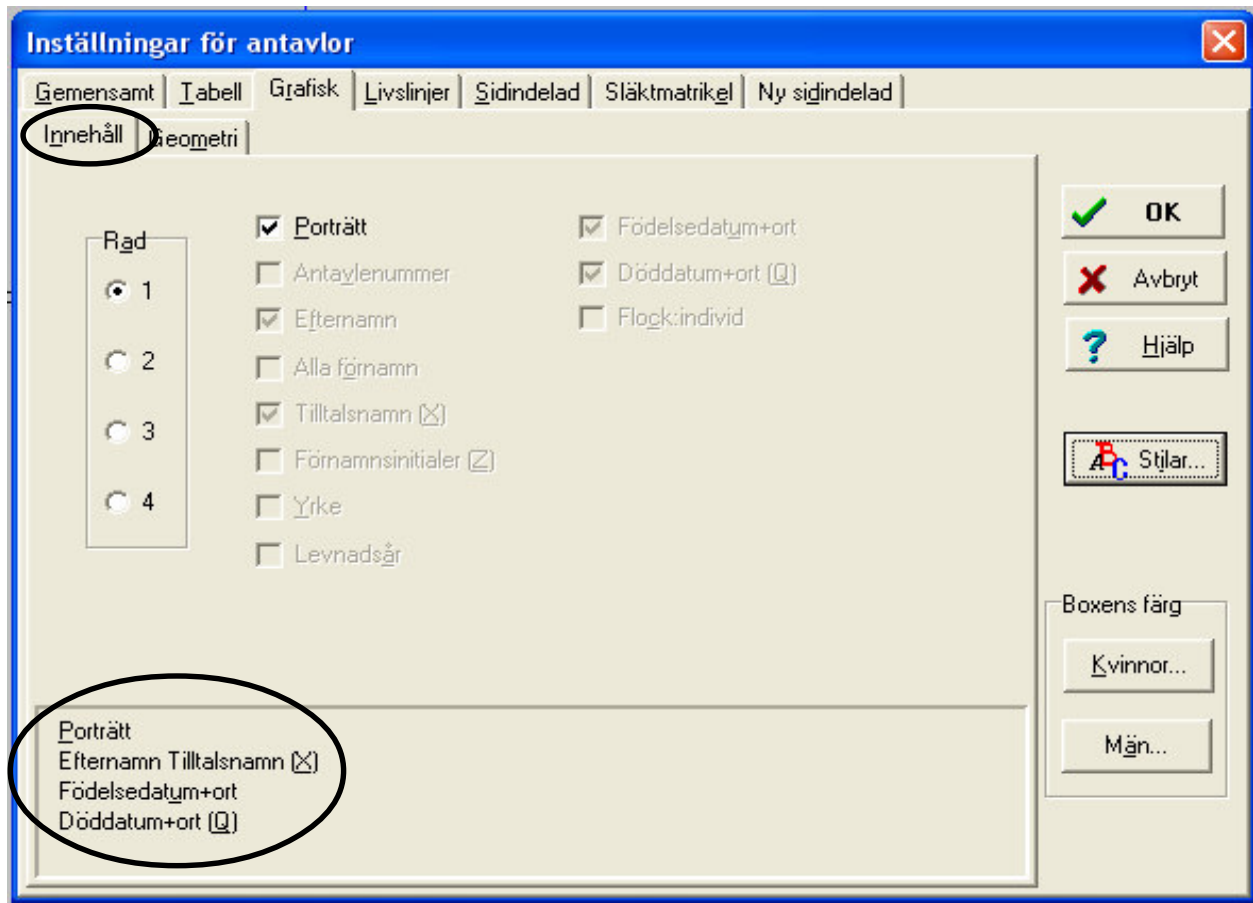 Inställningar för antavlor
Gemensamt Tabell Grafisk Livslinjer Sidindelad Släktmatrikel Ny sidindelad
Innehåll Geometri
Rad
1
2
3
4
Porträtt
Antavlenummer
Efternamn
Alla förnamn
Tilltalsnamn (X)
Förnamnsinitialer (Z)
Yrke
Levnadsår
Födelsedatum+ort
Döddatum+ort (Q)
Flock:individ
OK
Avbryt
Hjälp
ABC Stilar...
Boxens färg
Kvinnor...
Män...
Porträtt
Efternamn Tilltalsnamn (X)
Födelsedatum+ort
Döddatum+ort (Q)